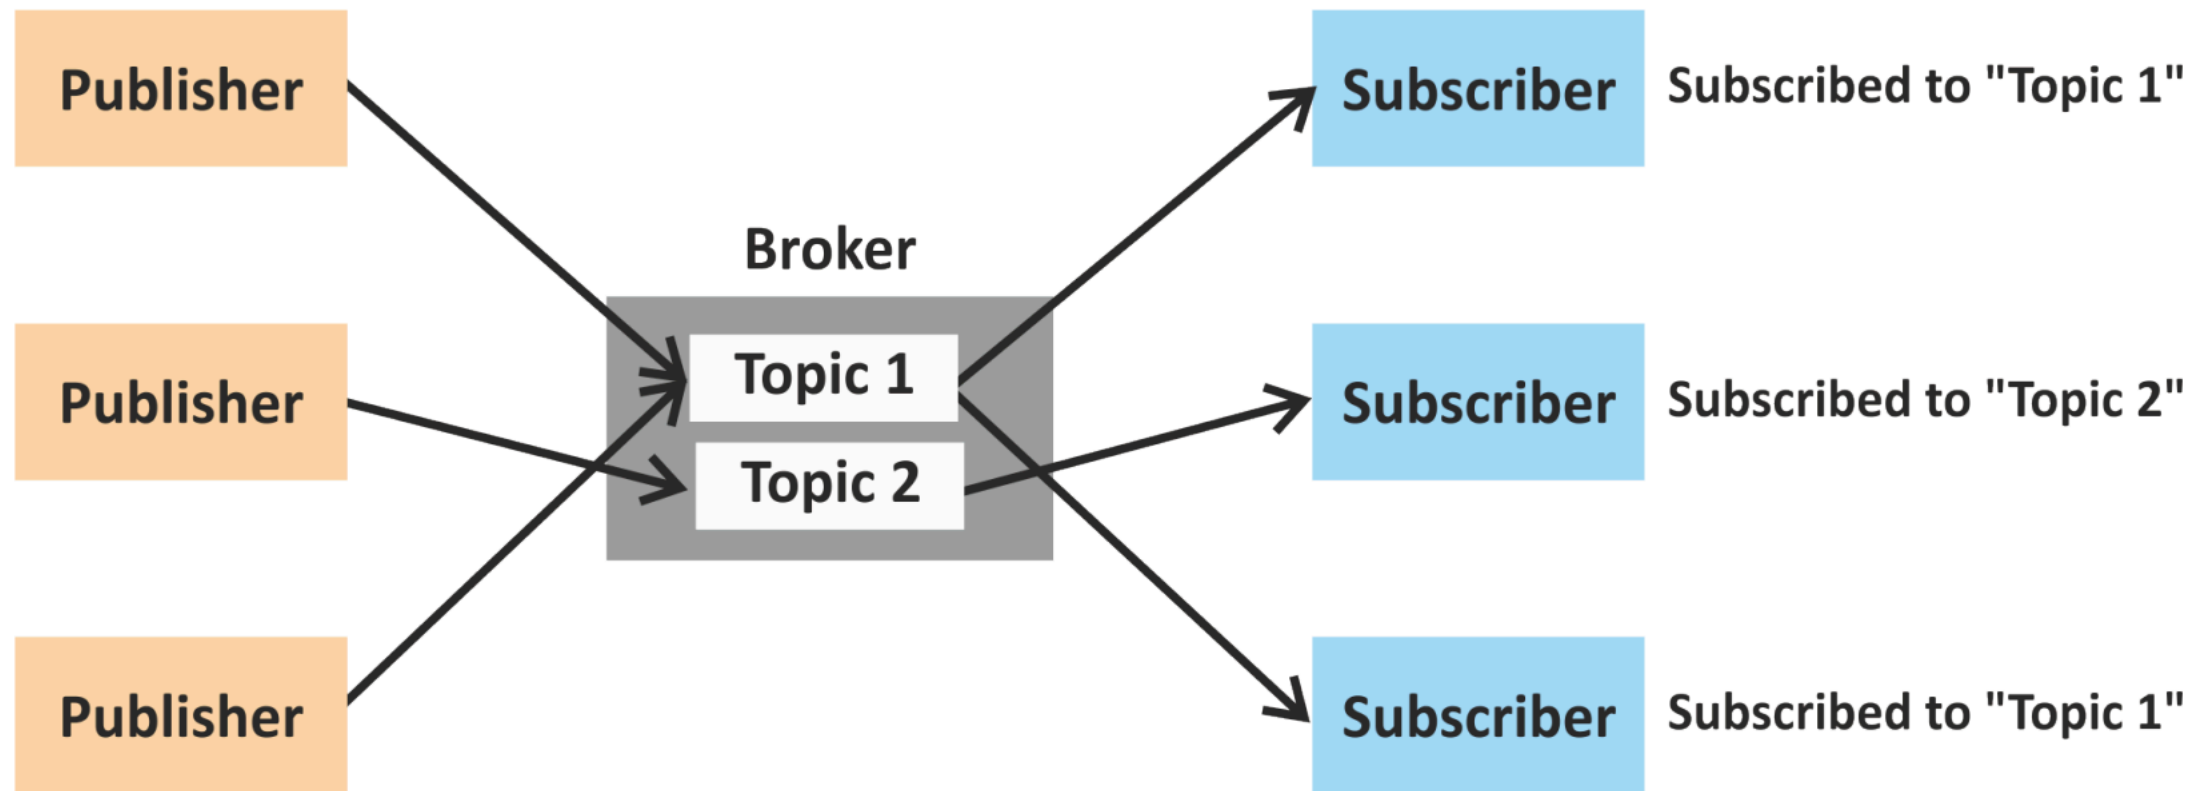 Publisher
Subscriber
Subscribed to "Topic 1"
Broker
Topic 1
Publisher
Subscriber
Subscribed to "Topic 2"
Topic 2
Publisher
Subscriber
Subscribed to "Topic 1"